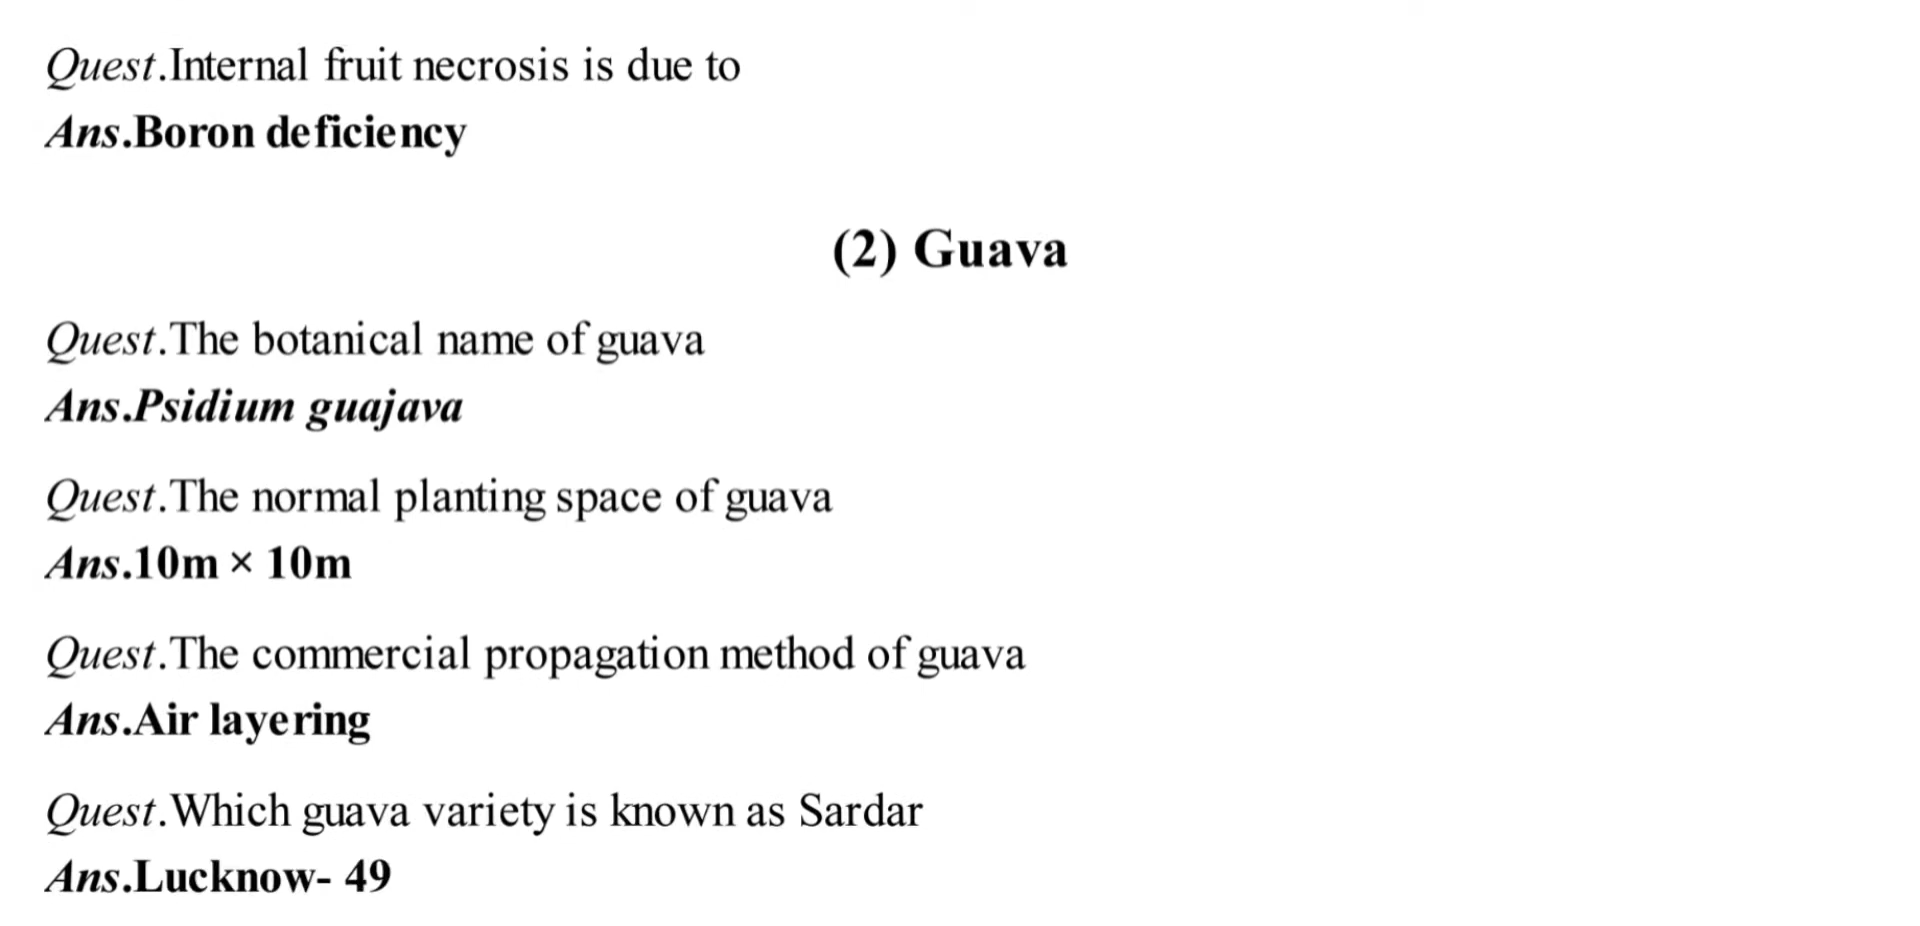 Quest.Internal fruit necrosis is due to
Ans.Boron deficiency
(2) Guava
Quest.The botanical name of guava
Ans.Psidium guajava
Quest.The normal planting space of guava
Ans.10m × 10m
Quest.The commercial propagation method of guava
Ans.Air layering
Quest.Which guava variety is known as Sardar
Ans.Lucknow- 49